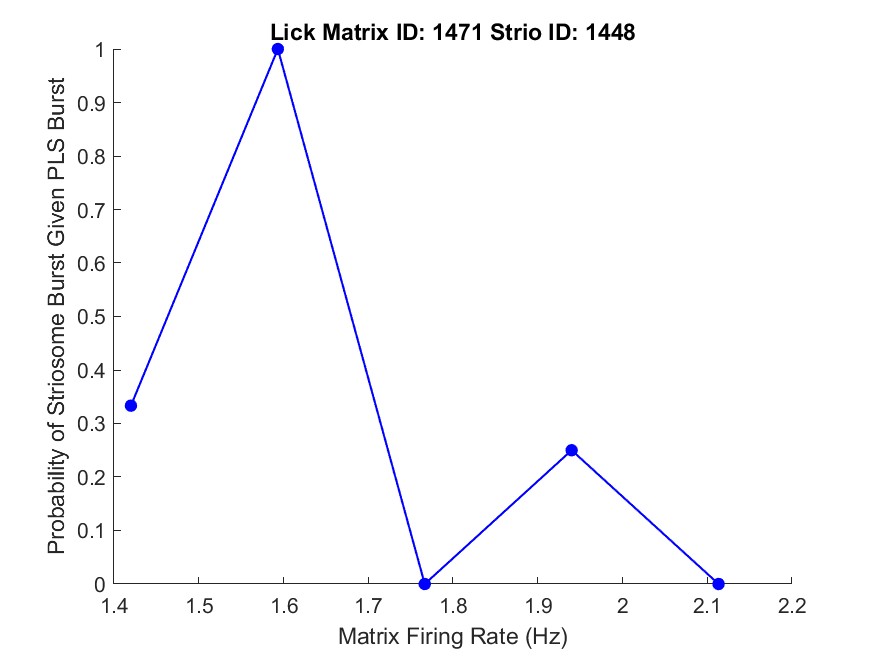 Lick Matrix ID: 1471 Strio ID: 1448
Probability of Striosome Burst Given PLS Burst
1
0.9
0.8
0.7
0.6
0.5
0.4
0.3
0.2
0.1
0
1.4 1.5 1.6 1.7 1.8 1.9 2 2.1 2.2
Matrix Firing Rate (Hz)